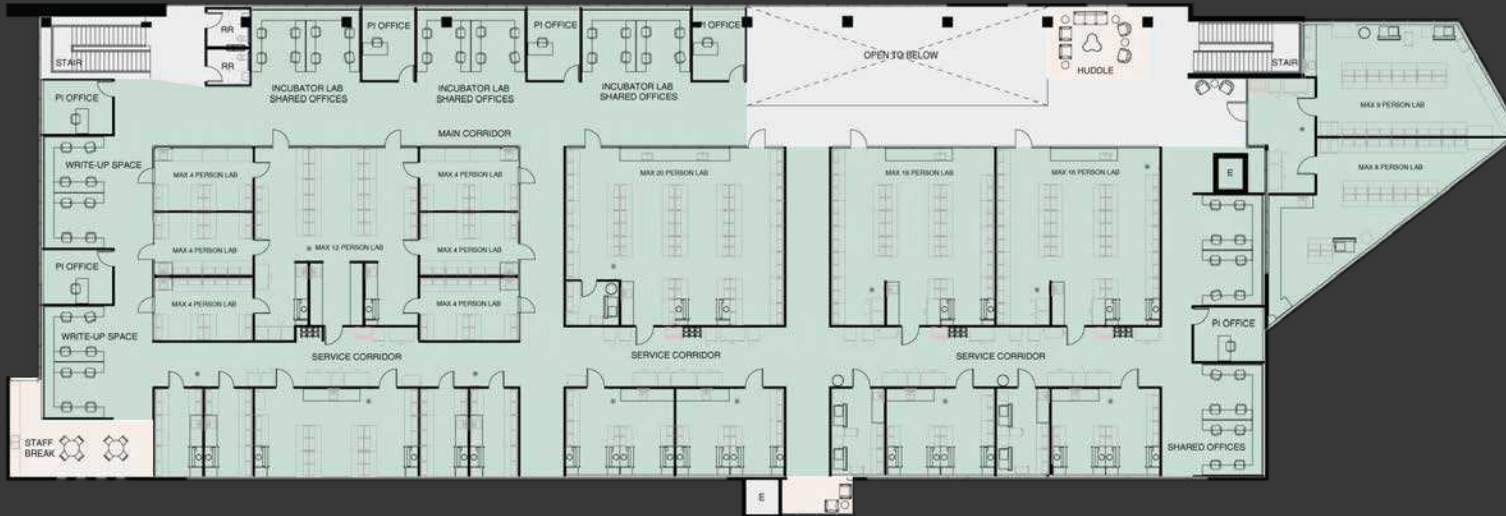 STAIR
RR
RR
PI OFFICE
INCUBATOR LAB
SHARED OFFICES
PI OFFICE
INCUBATOR LAB
SHARED OFFICES
PI OFFICE
INCUBATOR LAB
SHARED OFFICES
PI OFFICE
OPEN TO BELOW
HUDDLE
STAIR
MAIN CORRIDOR
WRITE-UP SPACE
MAX 4 PERSON LAB
MAX 4 PERSON LAB
MAX 4 PERSON LAB
MAX 12 PERSON LAB
MAX 4 PERSON LAB
MAX 4 PERSON LAB
MAX 4 PERSON LAB
MAX 20 PERSON LAB
MAX 16 PERSON LAB
MAX 16 PERSON LAB
E
MAX 9 PERSON LAB
MAX 8 PERSON LAB
PI OFFICE
WRITE-UP SPACE
SERVICE CORRIDOR
SERVICE CORRIDOR
SERVICE CORRIDOR
PI OFFICE
STAFF
BREAK
SHARED OFFICES
E